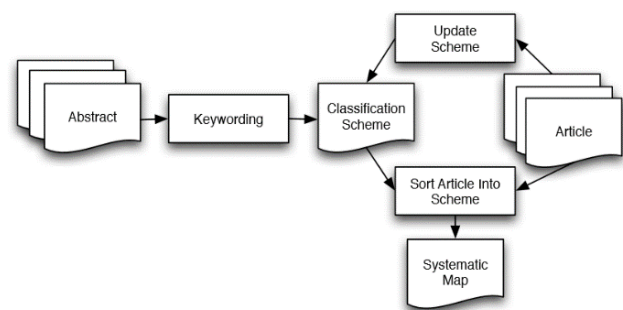 Update
Scheme
Abstract
Keywording
Classification
Scheme
Article
Sort Article Into
Scheme
Systematic
Map